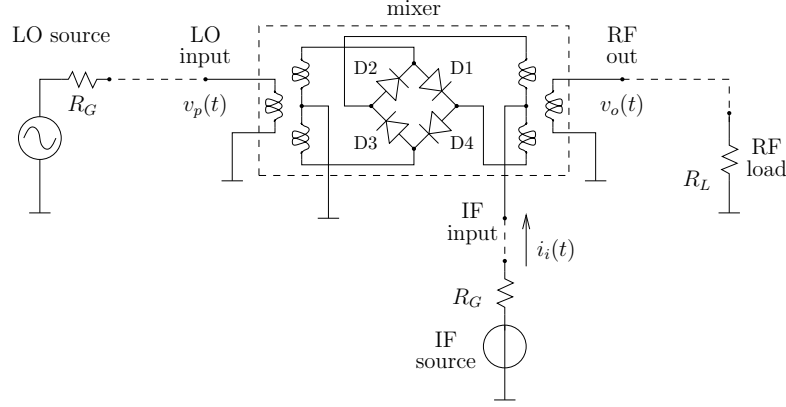 mixer
LO source
LO
input
RF
out
D2
D1
R_G
v_p(t)
v_o(t)
D3
D4
RF
load
R_L
IF
input
i_i(t)
R_G
IF
source